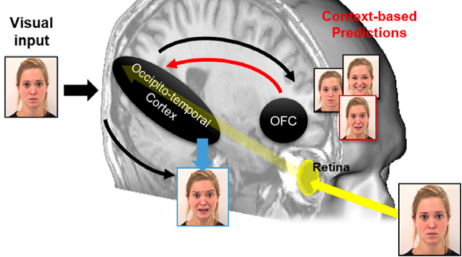 Visual
input
Context-based
Predictions
Occipito-temporal
Cortex
OFC
Retina